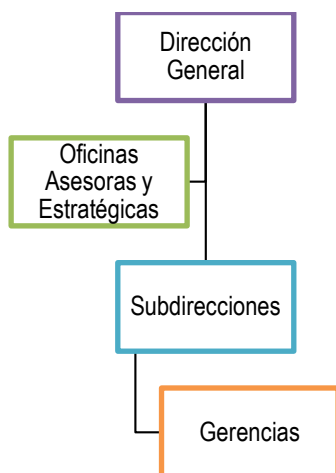 Dirección
General
Oficinas
Asesoras y
Estratégicas
Subdirecciones
Gerencias